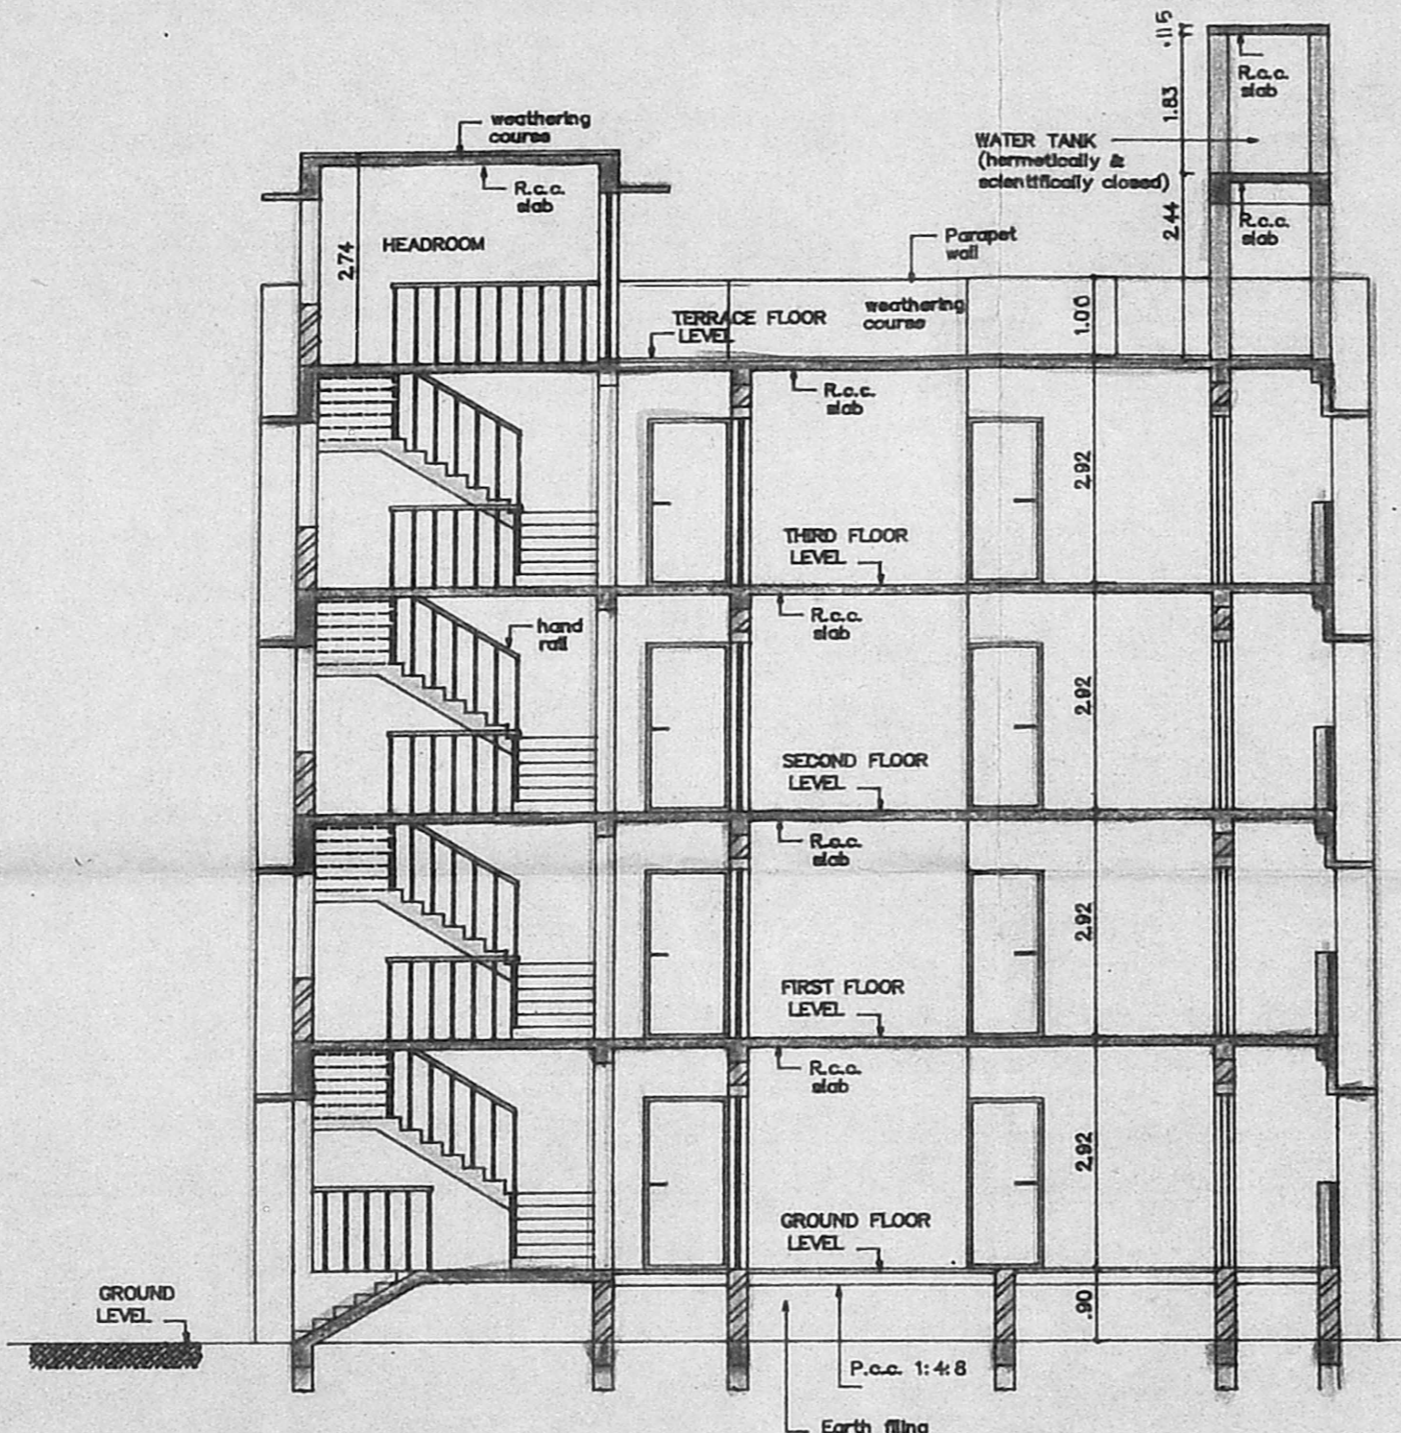 .115
R.c.c.
slab
1.83
weathering
course
WATER TANK
(hermetically &
scientifically closed)
R.c.c.
slab
2.44
R.c.c.
slab
HEADROOM
2.74
Parapet
wall
weathering
course
TERRACE FLOOR
LEVEL
1.00
R.c.c.
slab
2.92
THIRD FLOOR
LEVEL
R.c.c.
slab
hand
rail
2.92
SECOND FLOOR
LEVEL
R.c.c.
slab
2.92
FIRST FLOOR
LEVEL
R.c.c.
slab
2.92
GROUND FLOOR
LEVEL
GROUND
LEVEL
.90
P.c.c. 1:4:8
Earth filling